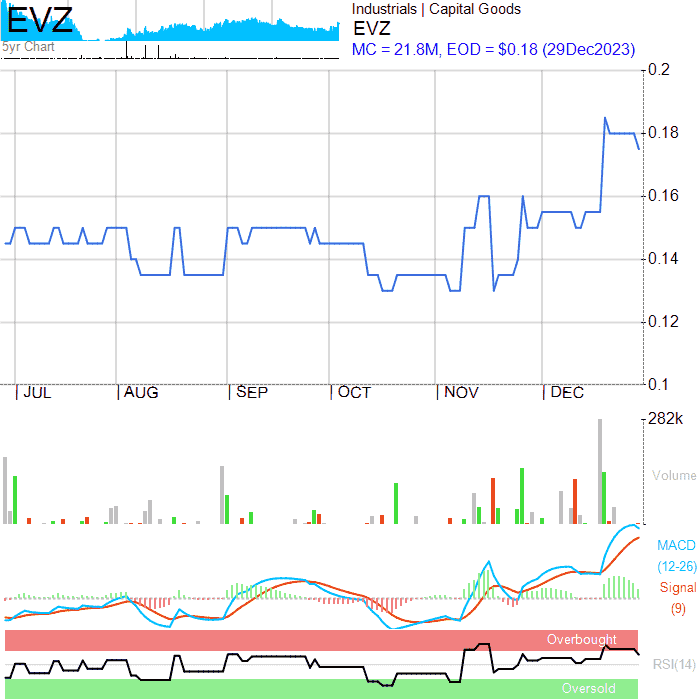 EVZ
5yr Chart
Industrials | Capital Goods
EVZ
MC = 21.8M, EOD = $0.18 (29Dec2023)
0.2
0.18
0.16
0.14
0.12
0.1
JUL AUG SEP OCT NOV DEC
282k
Volume
MACD
(12-26)
Signal
(9)
Overbought
RSI(14)
Oversold